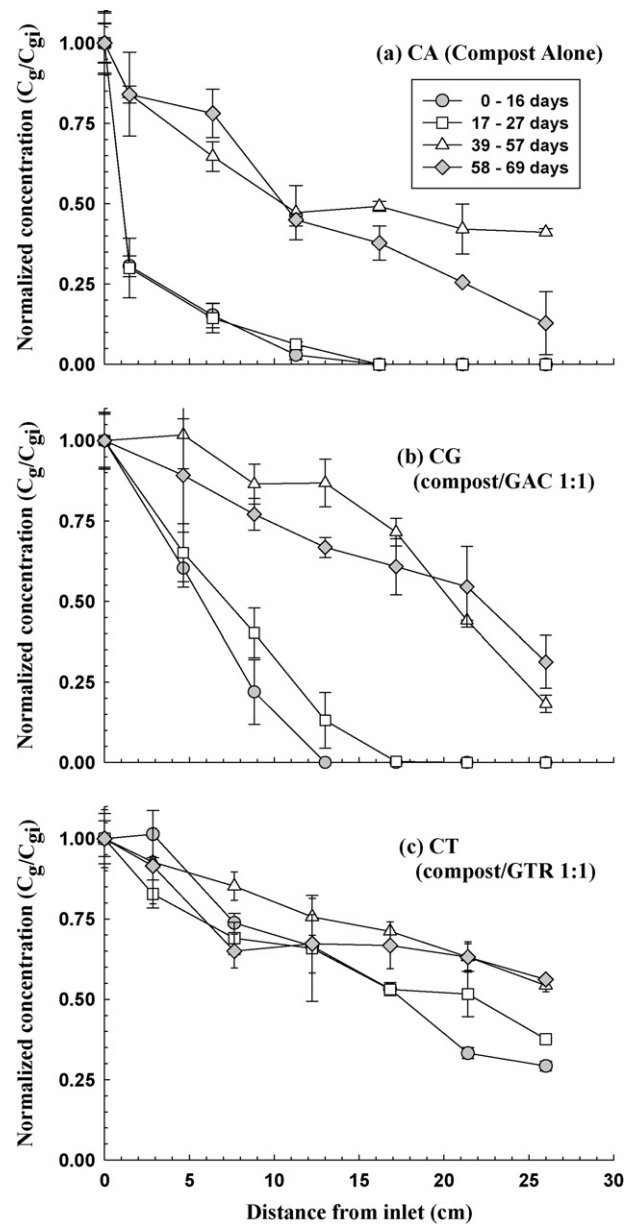 (a) CA (Compost Alone)
0 - 16 days
17 - 27 days
39 - 57 days
58 - 69 days
Normalized concentration (Cg/Cgi)
1.00
0.75
0.50
0.25
0.00
(b) CG
(compost/GAC 1:1)
Normalized concentration (Cg/Cgi)
1.00
0.75
0.50
0.25
0.00
(c) CT
(compost/GTR 1:1)
Normalized concentration (Cg/Cgi)
1.00
0.75
0.50
0.25
0.00
0 5 10 15 20 25 30
Distance from inlet (cm)